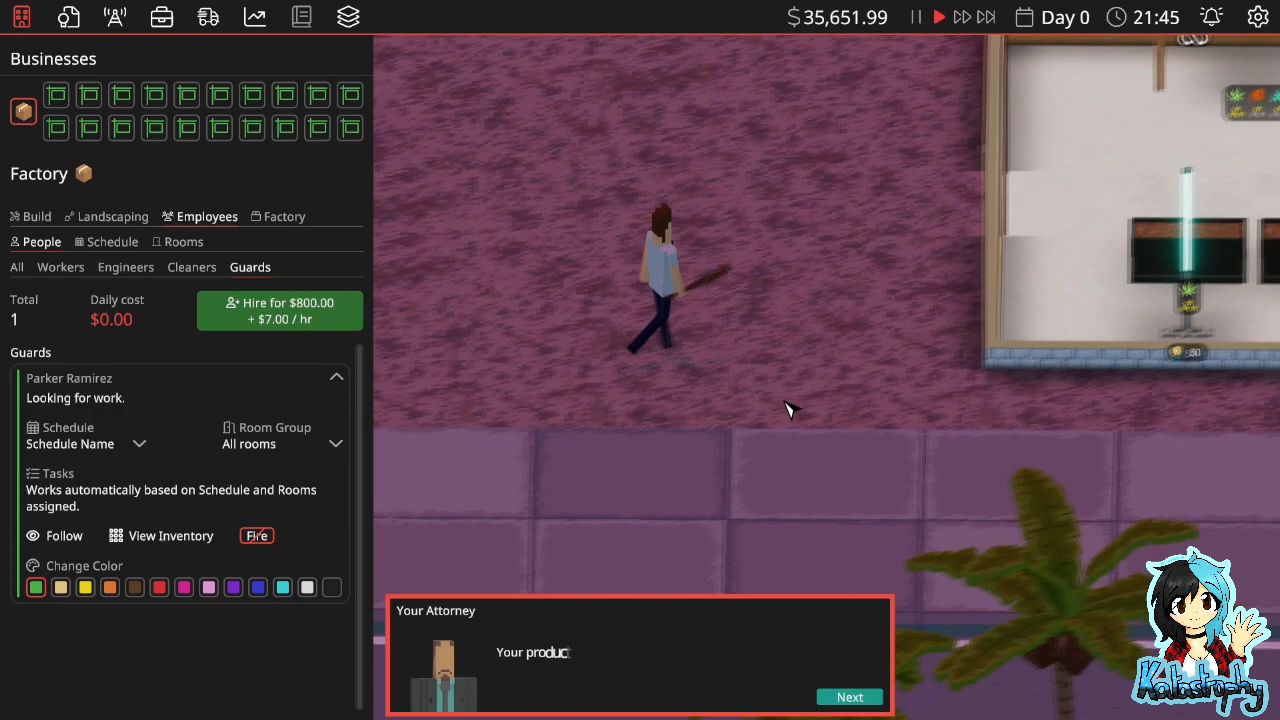 $35,651.99
Day 0
21:45
Businesses
Factory
Build Landscaping Employees Factory
People Schedule Rooms
All Workers Engineers Cleaners Guards
Total
1
Daily cost
$0.00
Hire for $800.00
+ $7.00 / hr
Guards
Parker Ramirez
Looking for work.
Schedule
Schedule Name
Room Group
All rooms
Tasks
Works automatically based on Schedule and Rooms
assigned.
Follow View Inventory Fire
Change Color
Your Attorney
Your product
Next
Katastrophy